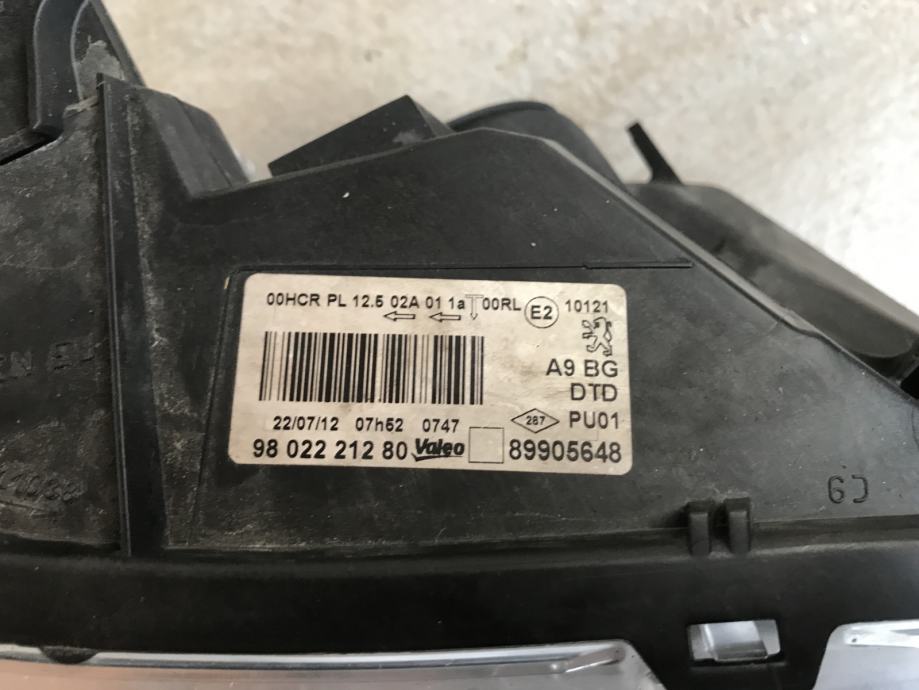 00HCR PL 12.5 02A 01 1a 00RL E2 10121
A9 BG
DTD
22/07/12 07h52 0747 287 PU01
98 022 212 80 Valeo 89905648